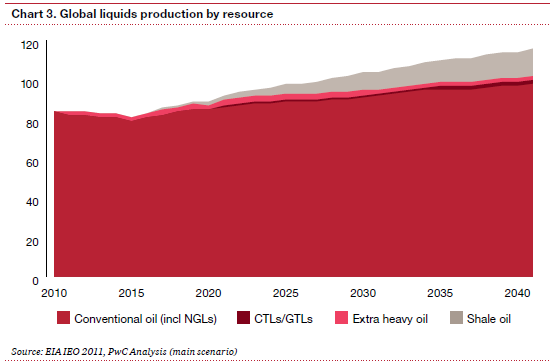 Chart 3. Global liquids production by resource
120
100
80
60
40
20
0
2010 2015 2020 2025 2030 2035 2040
Conventional oil (incl NGLs) CTLs/GTLs Extra heavy oil Shale oil
Source: EIA IEO 2011, PwC Analysis (main scenario)